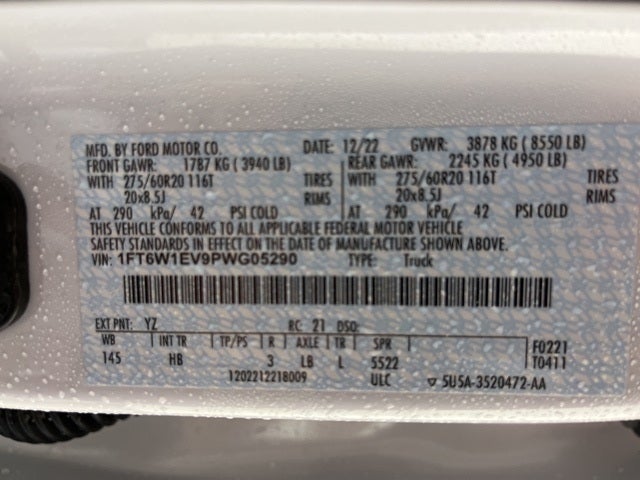 MFD. BY FORD MOTOR CO. DATE: 12/22 GVWR: 3878 KG ( 8550 LB)
FRONT GAWR: 1787 KG ( 3940 LB) REAR GAWR: 2245 KG ( 4950 LB)
WITH 275/60R20 116T TIRES WITH 275/60R20 116T TIRES
20x8.5J RIMS 20x8.5J RIMS
AT 290 kPa/ 42 PSI COLD AT 290 kPa/ 42 PSI COLD
THIS VEHICLE CONFORMS TO ALL APPLICABLE FEDERAL MOTOR VEHICLE
SAFETY STANDARDS IN EFFECT ON THE DATE OF MANUFACTURE SHOWN ABOVE.
VIN: 1FT6W1EV9PWG05290 TYPE: Truck
EXT PNT: YZ RC: 21 DSO:
WB INT TR TP/PS R AXLE TR SPR F0221
145 HB 3 LB L 5522 T0411
1202212218009 ULC ▽ 5U5A-3520472-AA